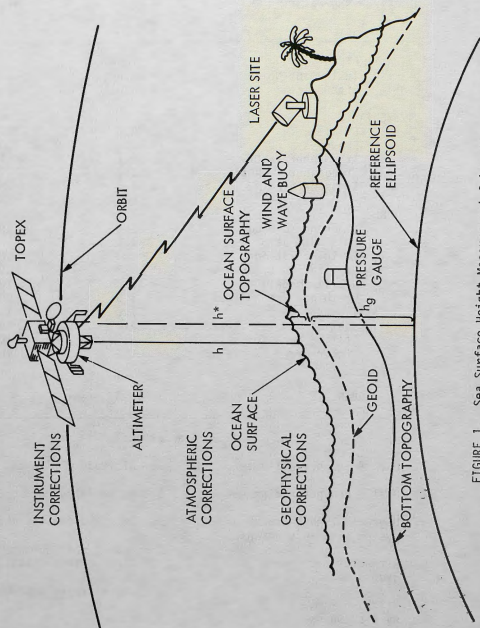 INSTRUMENT
CORRECTIONS
TOPEX
ORBIT
ALTIMETER
ATMOSPHERIC
CORRECTIONS
h
h*
LASER SITE
OCEAN
SURFACE
OCEAN SURFACE
TOPOGRAPHY
WIND AND
WAVE BUOY
GEOPHYSICAL
CORRECTIONS
GEOID
hg
PRESSURE
GAUGE
BOTTOM TOPOGRAPHY
REFERENCE
ELLIPSOID
FIGURE 1. Sea Surface Height